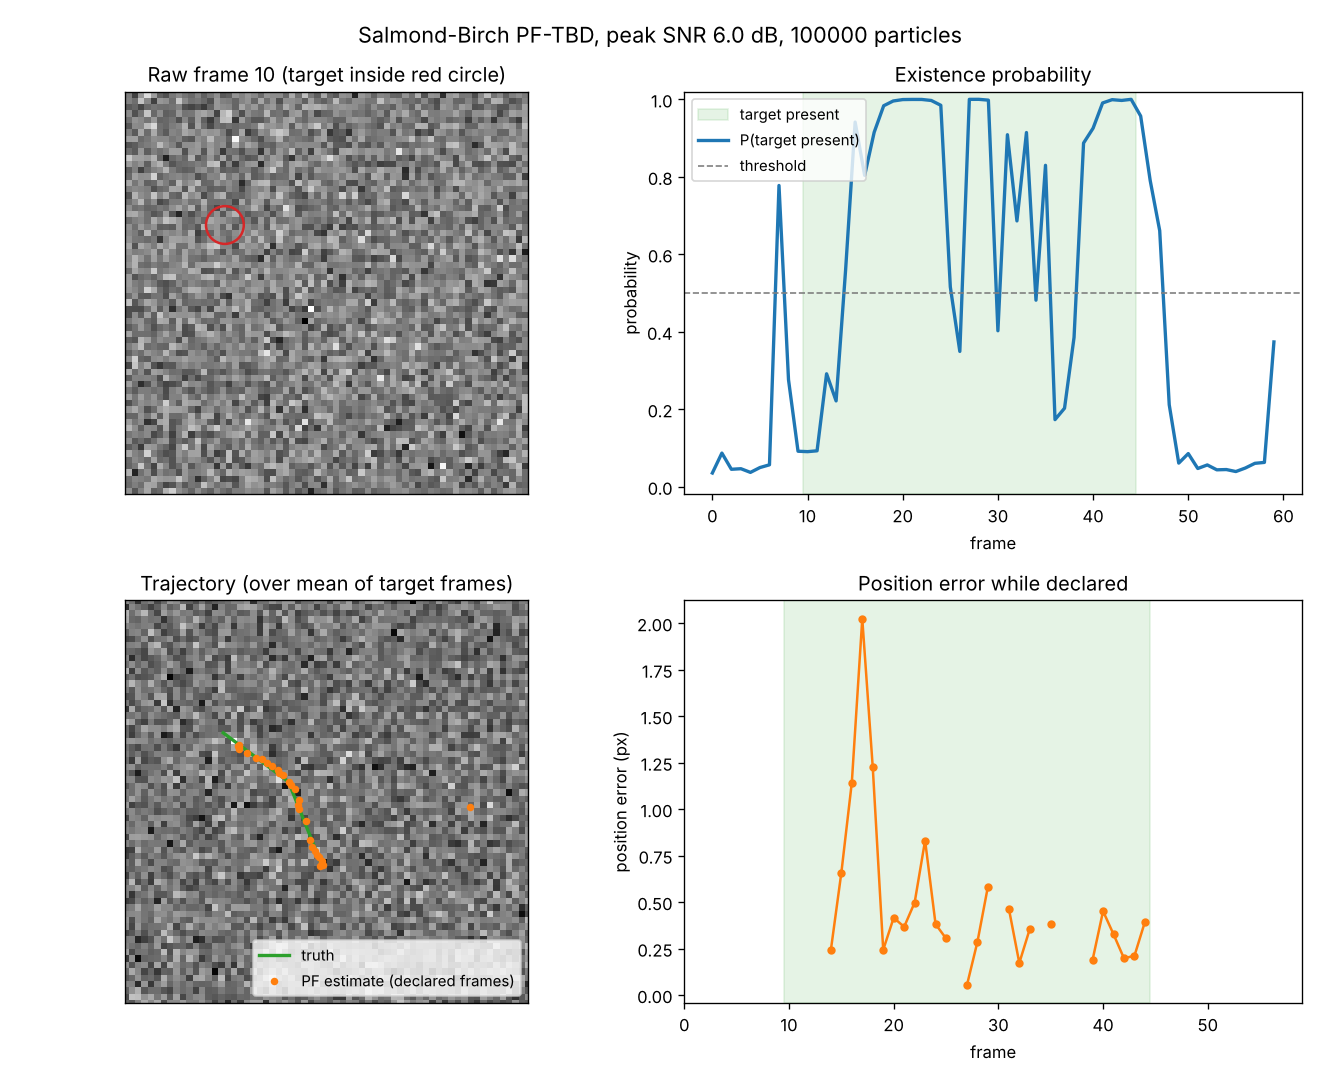 Salmond-Birch PF-TBD, peak SNR 6.0 dB, 100000 particles
Raw frame 10 (target inside red circle)
Existence probability
target present
P(target present)
threshold
probability
1.0
0.8
0.6
0.4
0.2
0.0
0 10 20 30 40 50 60
frame
Trajectory (over mean of target frames)
truth
PF estimate (declared frames)
Position error while declared
position error (px)
2.00
1.75
1.50
1.25
1.00
0.75
0.50
0.25
0.00
0 10 20 30 40 50
frame